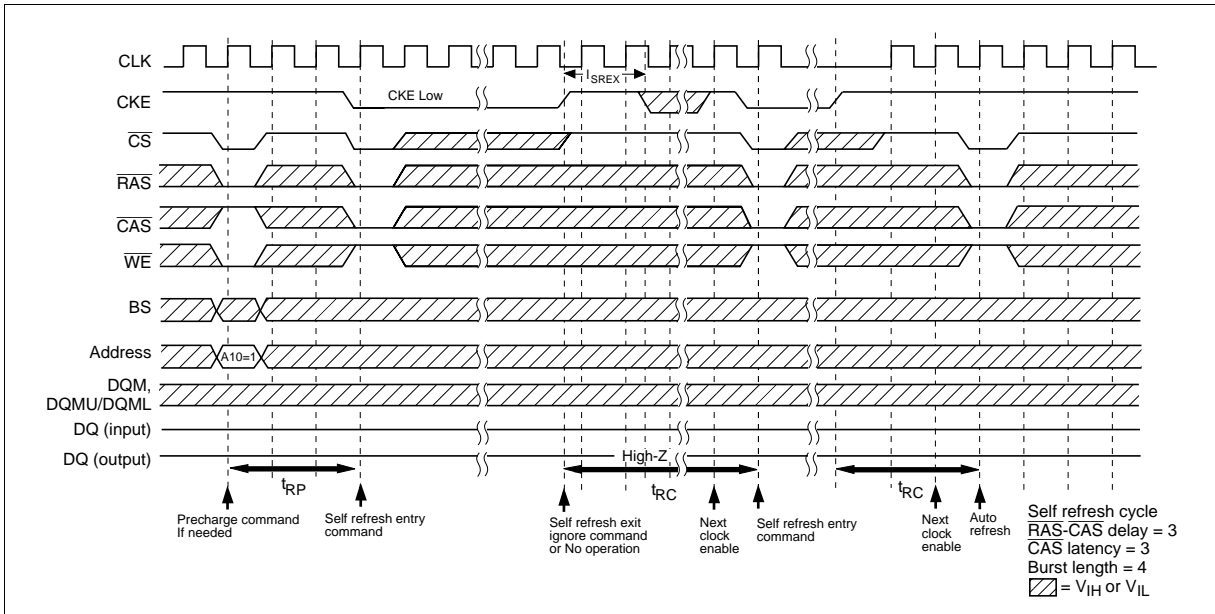 CLK
lSREX
CKE
CKE Low
CS
RAS
CAS
WE
BS
Address
A10=1
DQM,
DQMU/DQML
DQ (input)
DQ (output)
High-Z
tRP
tRC
tRC
Precharge command
If needed
Self refresh entry
command
Self refresh exit
ignore command
or No operation
Next
clock
enable
Self refresh entry
command
Next
clock
enable
Auto
refresh
Self refresh cycle
RAS-CAS delay = 3
CAS latency = 3
Burst length = 4
= VIH or VIL